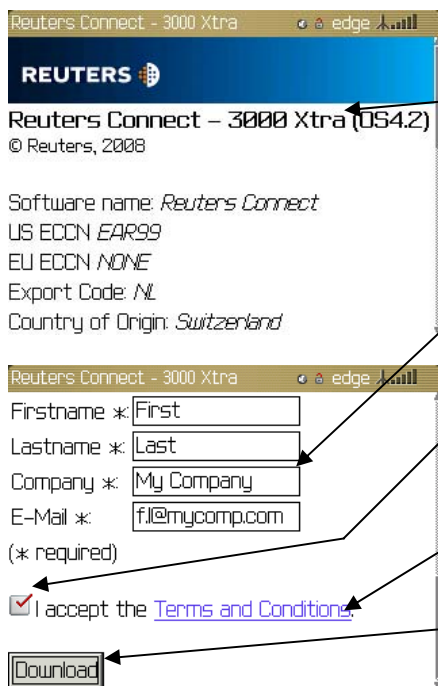 Reuters Connect - 3000 Xtra edge
REUTERS
Reuters Connect – 3000 Xtra (OS4.2)
© Reuters, 2008
Software name: Reuters Connect
US ECCN EAR99
EU ECCN NONE
Export Code: NL
Country of Origin: Switzerland
Reuters Connect - 3000 Xtra edge
Firstname *: First
Lastname *: Last
Company *: My Company
E-Mail *: f.l@mycomp.com
(* required)
I accept the Terms and Conditions.
Download